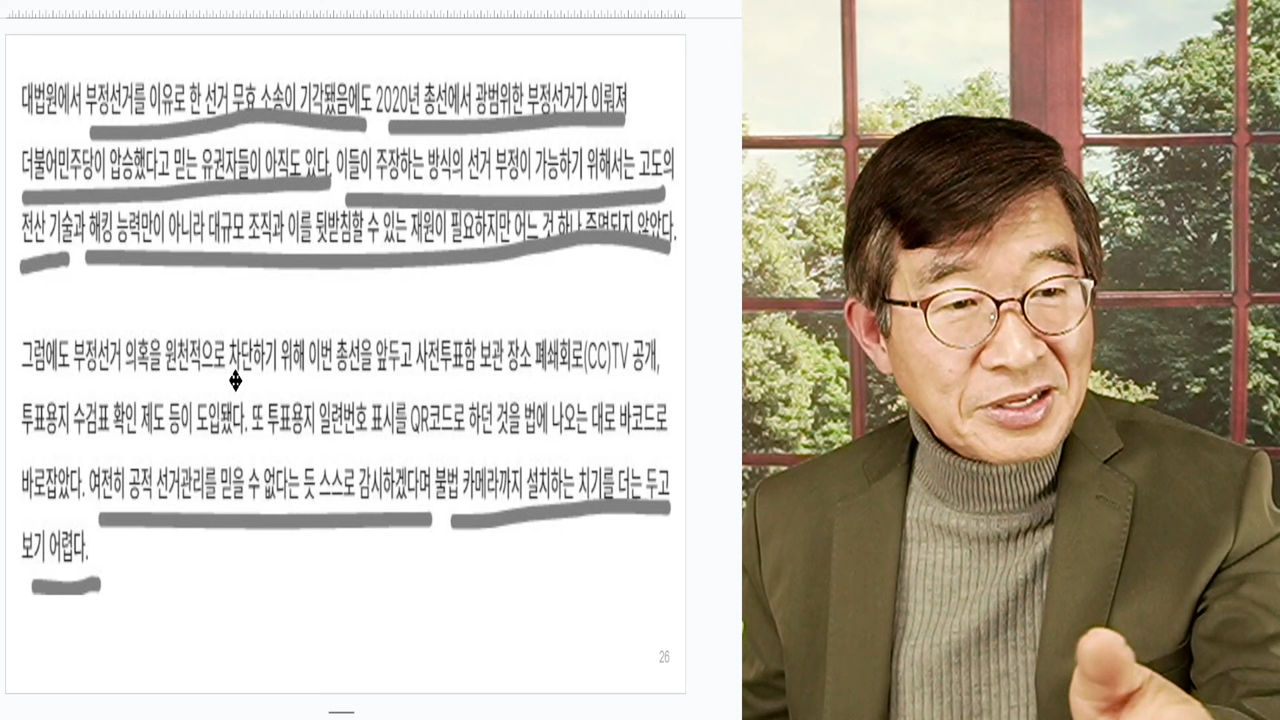 대법원에서 부정선거를 이유로 한 선거 무효 소송이 기각됐음에도 2020년 총선에서 광범위한 부정선거가 이뤄져
더불어민주당이 압승했다고 믿는 유권자들이 아직도 있다. 이들이 주장하는 방식의 선거 부정이 가능하기 위해서는 고도의
전산 기술과 해킹 능력만이 아니라 대규모 조직과 이를 뒷받침할 수 있는 재원이 필요하지만 어느 것 하나 증명되지 않았다.
그럼에도 부정선거 의혹을 원천적으로 차단하기 위해 이번 총선을 앞두고 사전투표함 보관 장소 폐쇄회로(CC)TV 공개,
투표용지 수검표 확인 제도 등이 도입됐다. 또 투표용지 일련번호 표시를 QR코드로 하던 것을 법에 나오는 대로 바코드로
바로잡았다. 여전히 공적 선거관리를 믿을 수 없다는 듯 스스로 감시하겠다며 불법 카메라까지 설치하는 치기를 더는 두고
보기 어렵다.
26